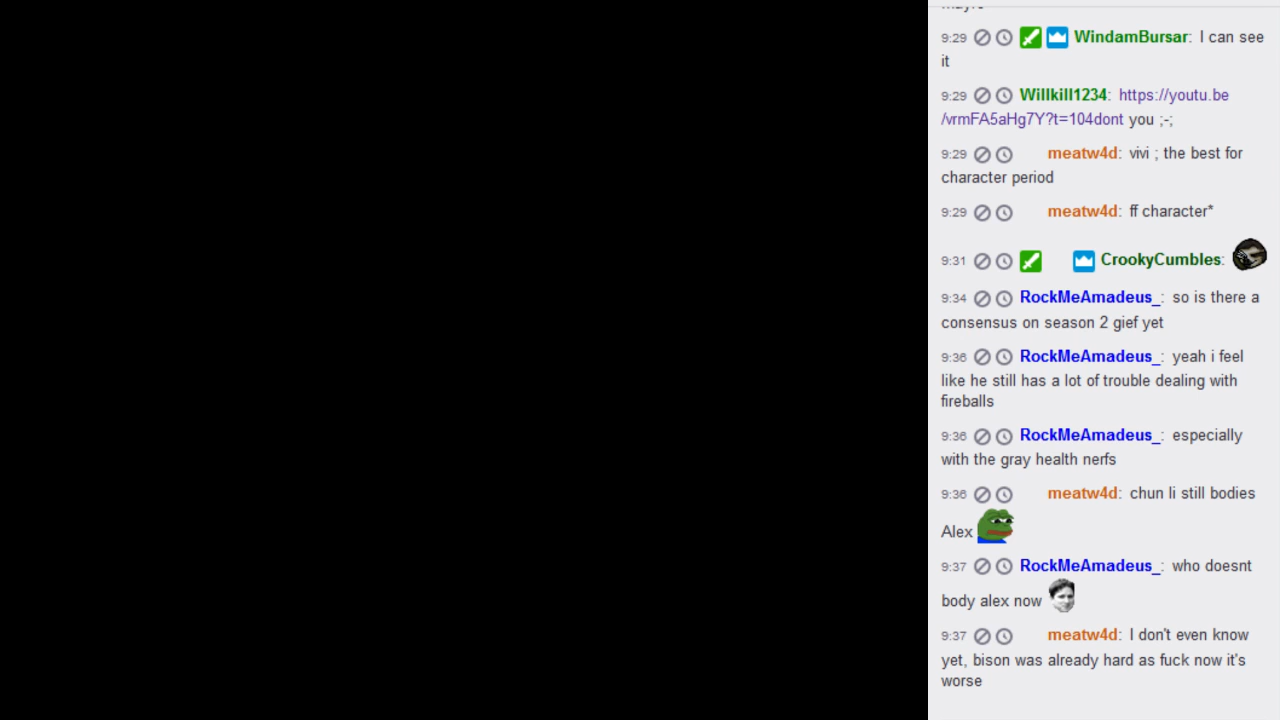 9:29 WindamBursar: I can see
it
9:29 Willkill1234: https://youtu.be
/vrmFA5aHg7Y?t=104dont you ;-;
9:29 meatw4d: vivi ; the best for
character period
9:29 meatw4d: ff character*
9:31 CrookyCumbles:
9:34 RockMeAmadeus_: so is there a
consensus on season 2 gief yet
9:36 RockMeAmadeus_: yeah i feel
like he still has a lot of trouble dealing with
fireballs
9:36 RockMeAmadeus_: especially
with the gray health nerfs
9:36 meatw4d: chun li still bodies
Alex
9:37 RockMeAmadeus_: who doesnt
body alex now
9:37 meatw4d: I don't even know
yet, bison was already hard as fuck now it's
worse